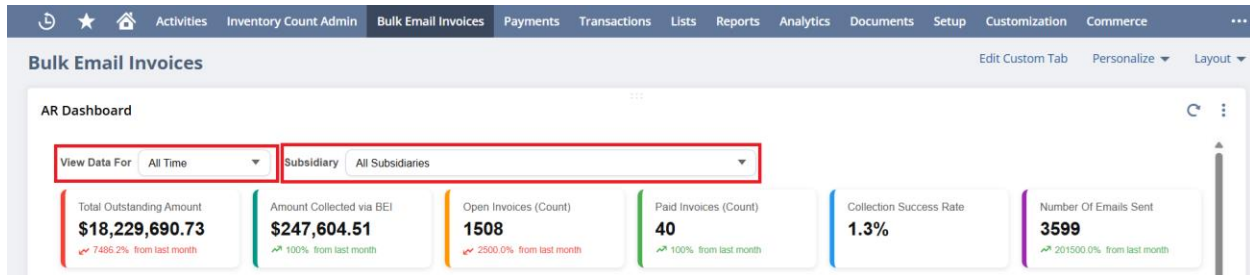 Activities Inventory Count Admin Bulk Email Invoices Payments Transactions Lists Reports Analytics Documents Setup Customization Commerce
Bulk Email Invoices
Edit Custom Tab Personalize Layout
AR Dashboard
View Data For All Time Subsidiary All Subsidiaries
Total Outstanding Amount
$18,229,690.73
7486.2% from last month
Amount Collected via BEI
$247,604.51
100% from last month
Open Invoices (Count)
1508
2500.0% from last month
Paid Invoices (Count)
40
100% from last month
Collection Success Rate
1.3%
Number Of Emails Sent
3599
201500.0% from last month